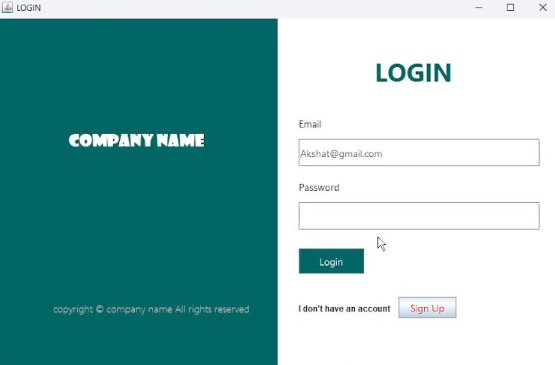 LOGIN
LOGIN
COMPANY NAME
copyright © company name All rights reserved
Email
Akshat@gmail.com
Password
Login
I don't have an account
Sign Up